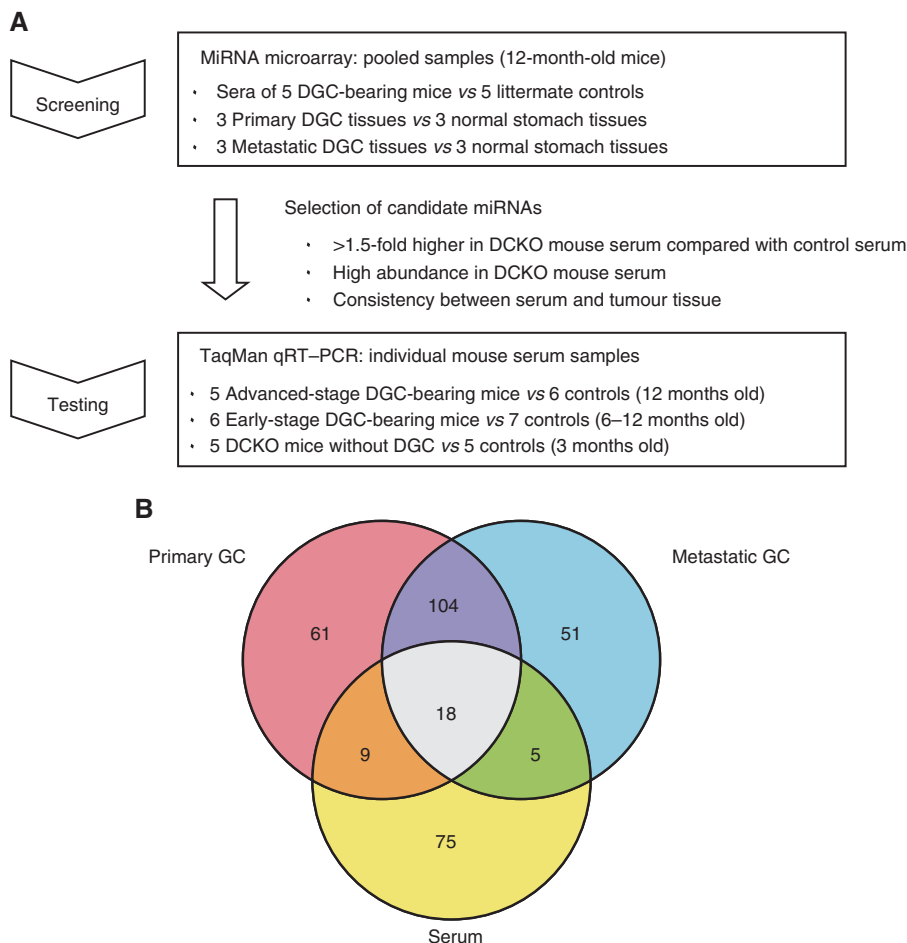 A
Screening
MiRNA microarray: pooled samples (12-month-old mice)
· Sera of 5 DGC-bearing mice vs 5 littermate controls
· 3 Primary DGC tissues vs 3 normal stomach tissues
· 3 Metastatic DGC tissues vs 3 normal stomach tissues
Selection of candidate miRNAs
· >1.5-fold higher in DCKO mouse serum compared with control serum
· High abundance in DCKO mouse serum
· Consistency between serum and tumour tissue
Testing
TaqMan qRT–PCR: individual mouse serum samples
· 5 Advanced-stage DGC-bearing mice vs 6 controls (12 months old)
· 6 Early-stage DGC-bearing mice vs 7 controls (6–12 months old)
· 5 DCKO mice without DGC vs 5 controls (3 months old)
B
Primary GC
Metastatic GC
104
61
51
18
9
5
75
Serum